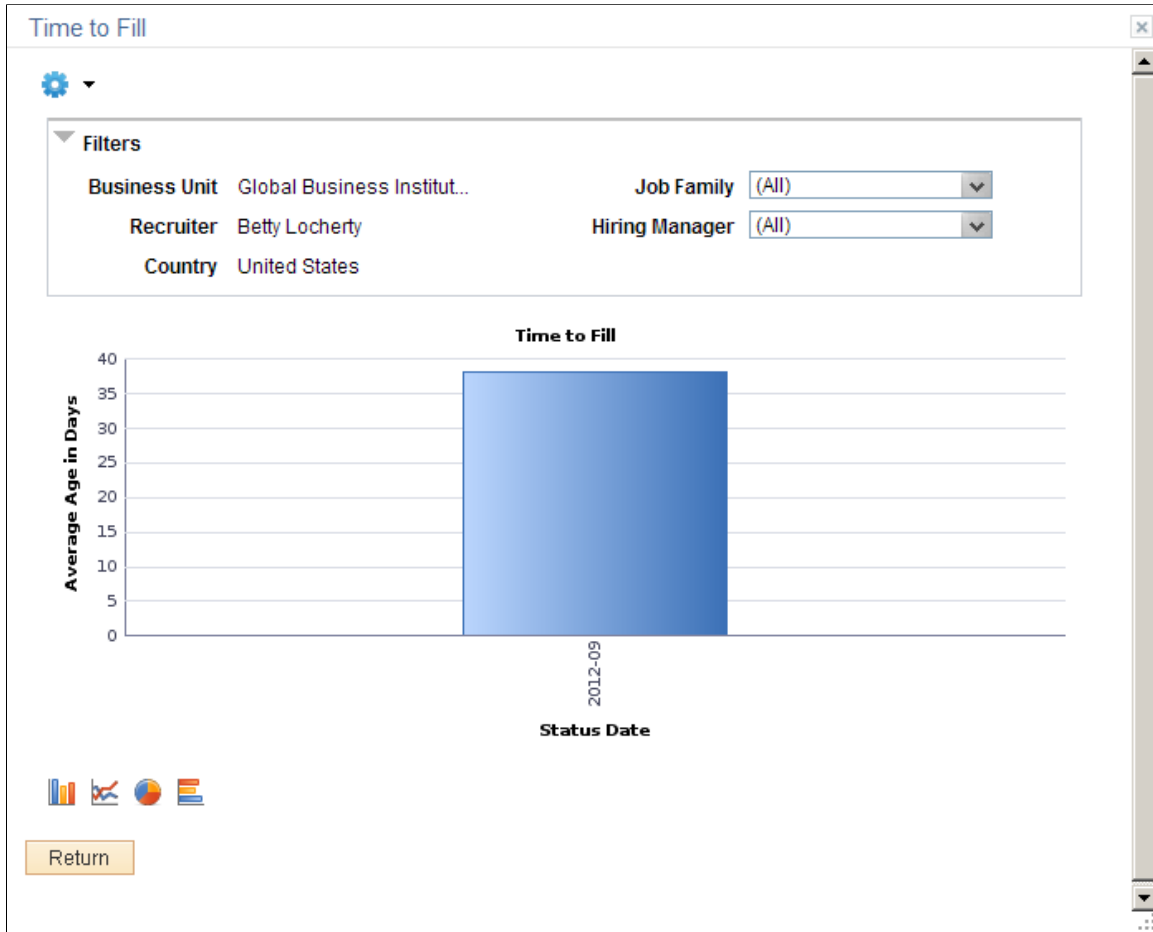 Time to Fill
Filters
Business Unit Global Business Institut... Job Family (All)
Recruiter Betty Locherty Hiring Manager (All)
Country United States
Time to Fill
40
35
30
25
20
15
10
5
0
Average Age in Days
2012-09
Status Date
Return